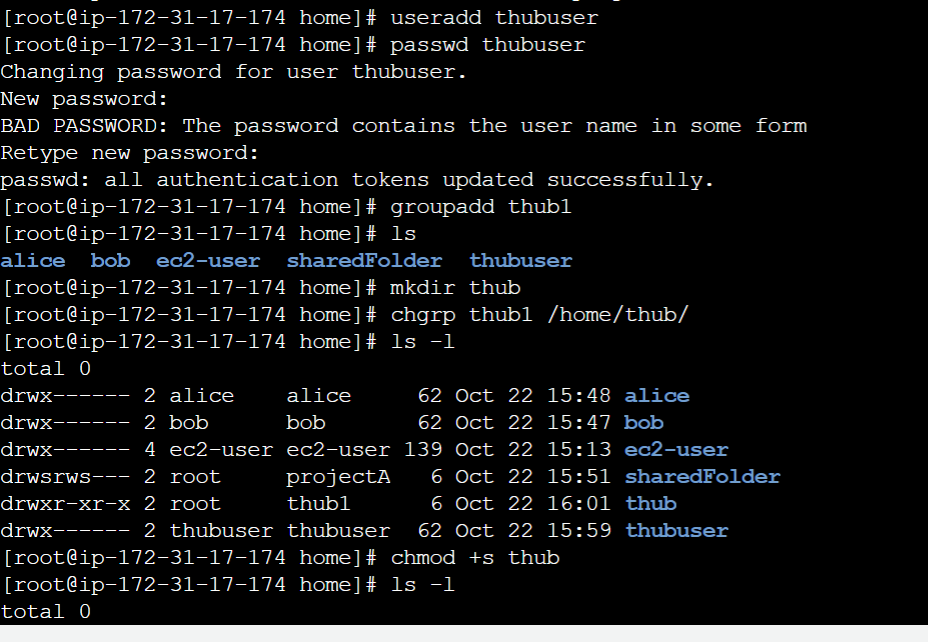 [root@ip-172-31-17-174 home]# useradd thubuser
[root@ip-172-31-17-174 home]# passwd thubuser
Changing password for user thubuser.
New password:
BAD PASSWORD: The password contains the user name in some form
Retype new password:
passwd: all authentication tokens updated successfully.
[root@ip-172-31-17-174 home]# groupadd thub1
[root@ip-172-31-17-174 home]# ls
alice  bob  ec2-user  sharedFolder  thubuser
[root@ip-172-31-17-174 home]# mkdir thub
[root@ip-172-31-17-174 home]# chgrp thub1 /home/thub/
[root@ip-172-31-17-174 home]# ls -l
total 0
drwx------ 2 alice    alice     62 Oct 22 15:48 alice
drwx------ 2 bob      bob       62 Oct 22 15:47 bob
drwx------ 4 ec2-user ec2-user 139 Oct 22 15:13 ec2-user
drwsrws--- 2 root     projectA   6 Oct 22 15:51 sharedFolder
drwxr-xr-x 2 root     thub1      6 Oct 22 16:01 thub
drwx------ 2 thubuser thubuser  62 Oct 22 15:59 thubuser
[root@ip-172-31-17-174 home]# chmod +s thub
[root@ip-172-31-17-174 home]# ls -l
total 0